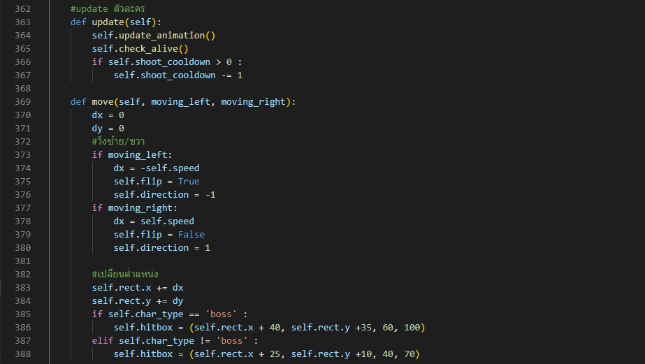 362 #update ตัวละคร
363 def update(self):
364 self.update_animation()
365 self.check_alive()
366 if self.shoot_cooldown > 0 :
367 self.shoot_cooldown -= 1
368
369 def move(self, moving_left, moving_right):
370 dx = 0
371 dy = 0
372 #วิ่งซ้าย/ขวา
373 if moving_left:
374 dx = -self.speed
375 self.flip = True
376 self.direction = -1
377 if moving_right:
378 dx = self.speed
379 self.flip = False
380 self.direction = 1
381
382 #เปลี่ยนตำแหน่ง
383 self.rect.x += dx
384 self.rect.y += dy
385 if self.char_type == 'boss' :
386 self.hitbox = (self.rect.x + 40, self.rect.y +35, 60, 100)
387 elif self.char_type != 'boss' :
388 self.hitbox = (self.rect.x + 25, self.rect.y +10, 40, 70)